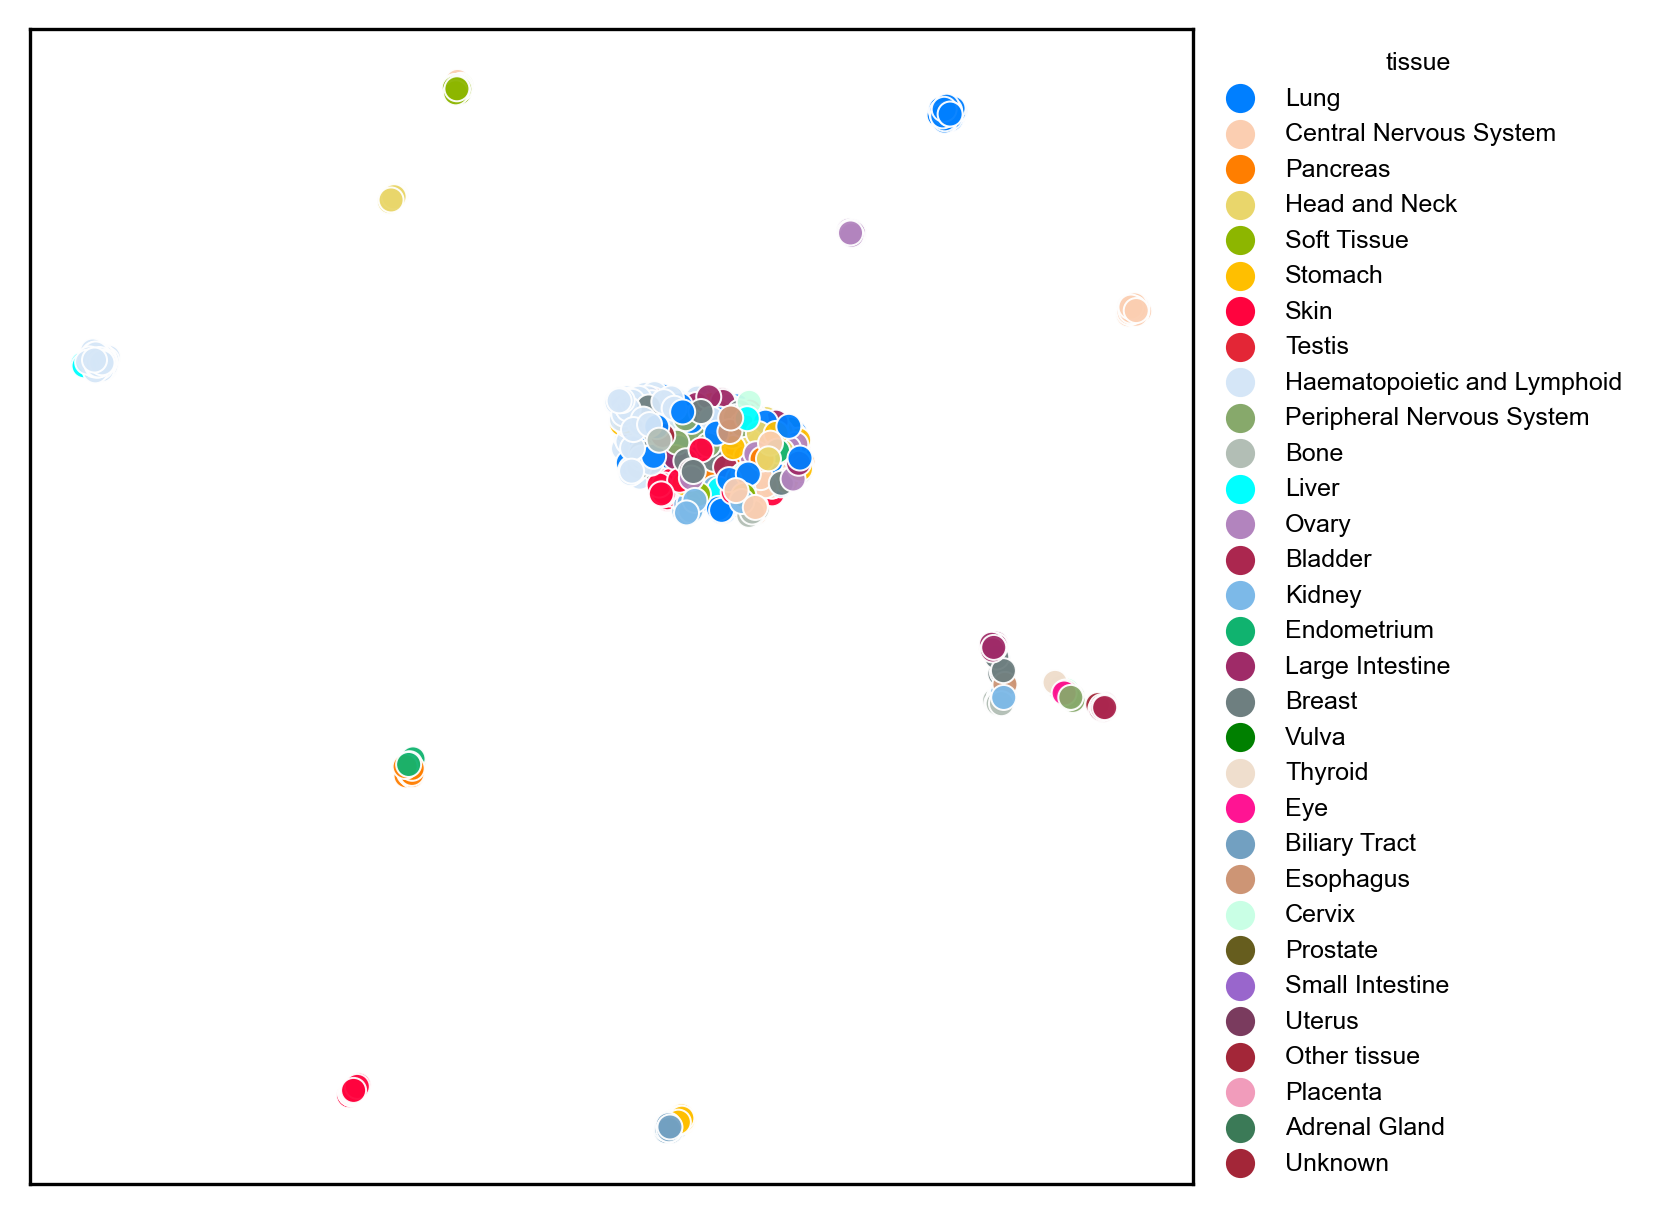 tissue
Lung
Central Nervous System
Pancreas
Head and Neck
Soft Tissue
Stomach
Skin
Testis
Haematopoietic and Lymphoid
Peripheral Nervous System
Bone
Liver
Ovary
Bladder
Kidney
Endometrium
Large Intestine
Breast
Vulva
Thyroid
Eye
Biliary Tract
Esophagus
Cervix
Prostate
Small Intestine
Uterus
Other tissue
Placenta
Adrenal Gland
Unknown